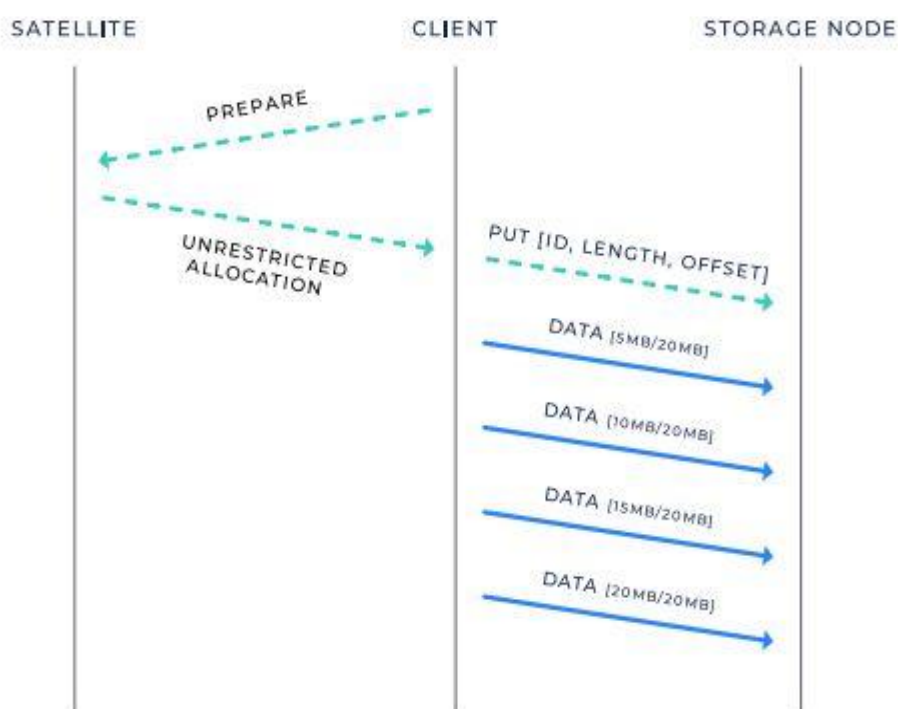 SATELLITE
CLIENT
STORAGE NODE
PREPARE
UNRESTRICTED
ALLOCATION
PUT [ID, LENGTH, OFFSET]
DATA [5MB/20MB]
DATA [10MB/20MB]
DATA [15MB/20MB]
DATA [20MB/20MB]